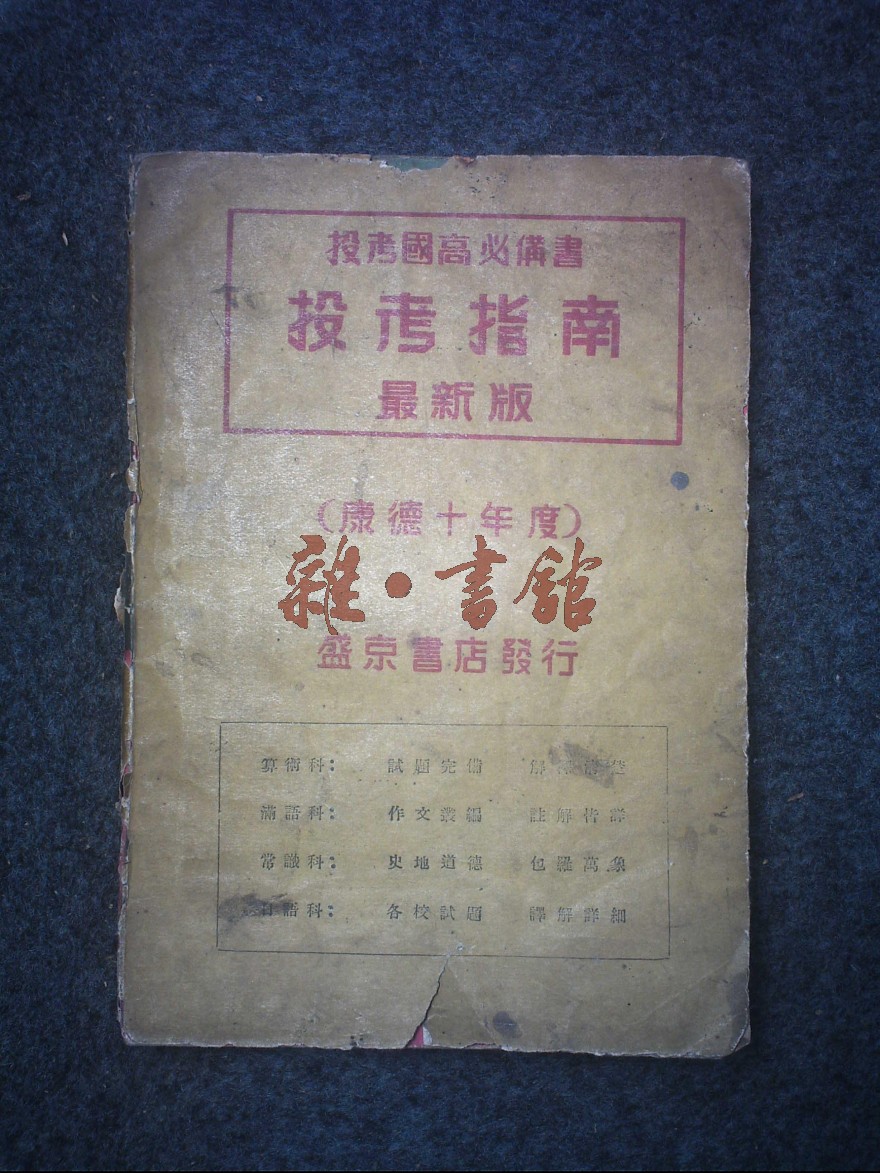 投考國高必備書
投考指南
最新版
(康德十年度)
雜·書館
盛京書店發行
算術科: 試題完備 解
滿語科: 作文叢編 註解皆詳
常識科: 史地道德 包羅萬象
日語科: 各校試題 譯解詳細